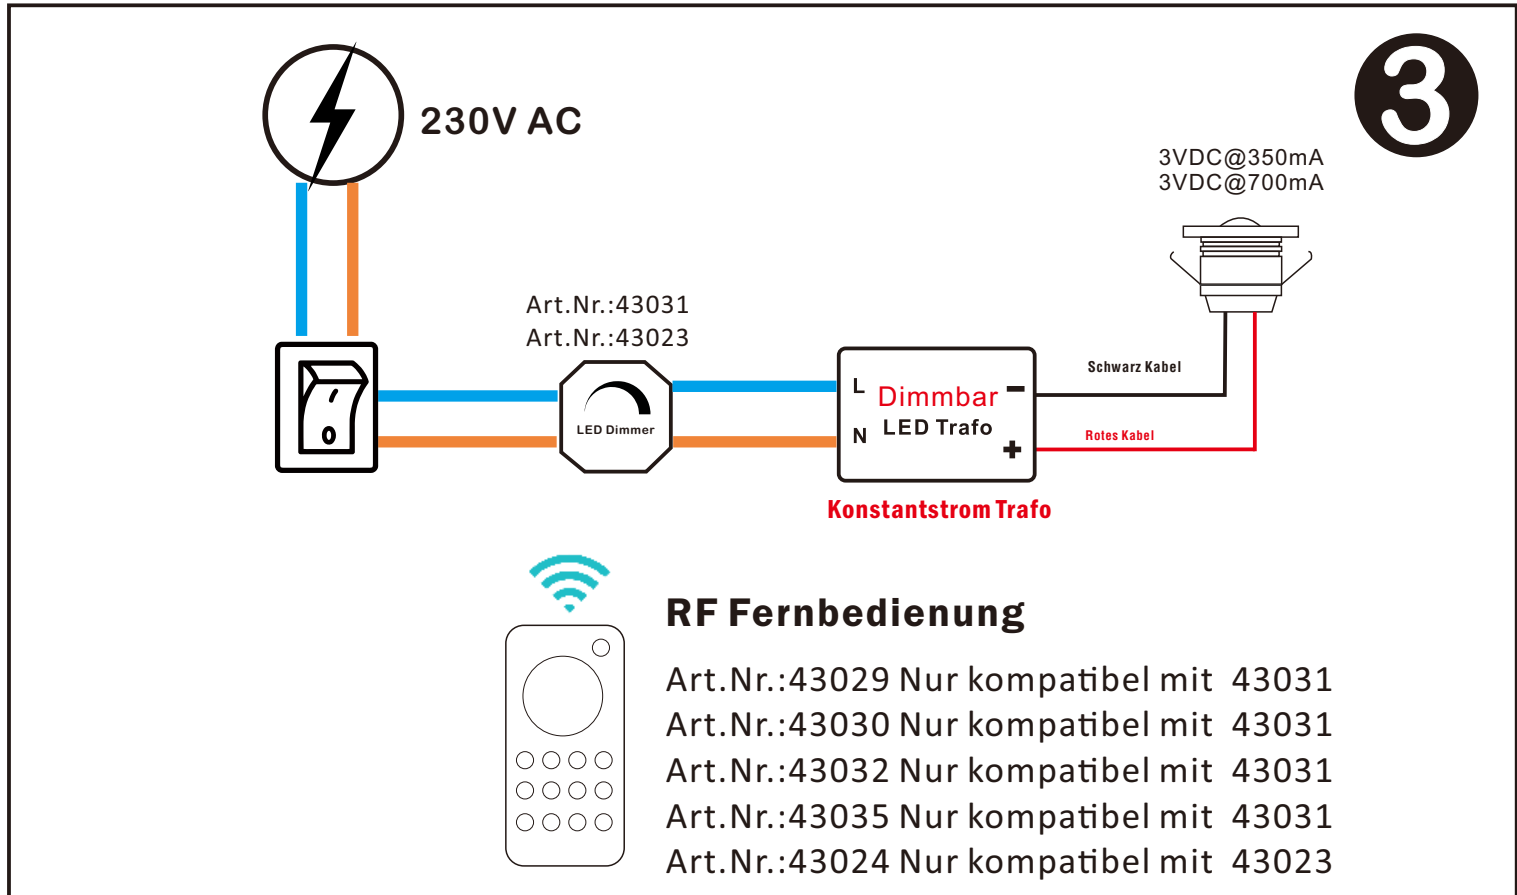 3
230V AC
3VDC@350mA
3VDC@700mA
Art.Nr.:43031
Art.Nr.:43023
LED Dimmer
L
Dimmbar
−
LED Trafo
N
+
Schwarz Kabel
Rotes Kabel
Konstantstrom Trafo
RF Fernbedienung
Art.Nr.:43029 Nur kompatibel mit 43031
Art.Nr.:43030 Nur kompatibel mit 43031
Art.Nr.:43032 Nur kompatibel mit 43031
Art.Nr.:43035 Nur kompatibel mit 43031
Art.Nr.:43024 Nur kompatibel mit 43023